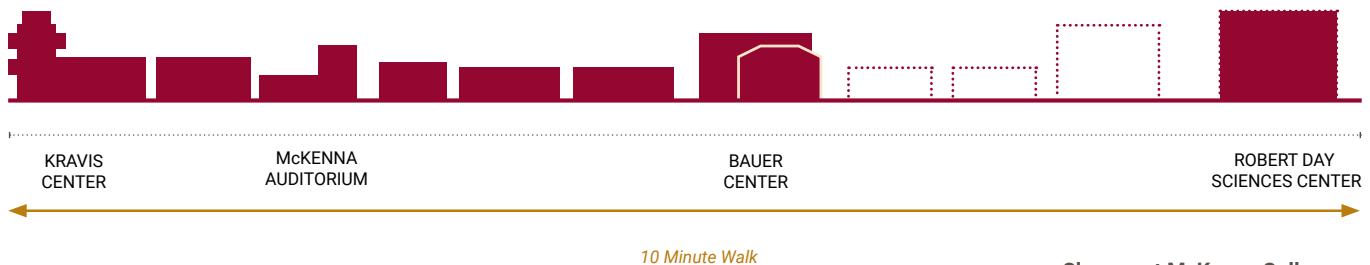 KRAVIS
CENTER
McKENNA
AUDITORIUM
BAUER
CENTER
ROBERT DAY
SCIENCES CENTER
10 Minute Walk